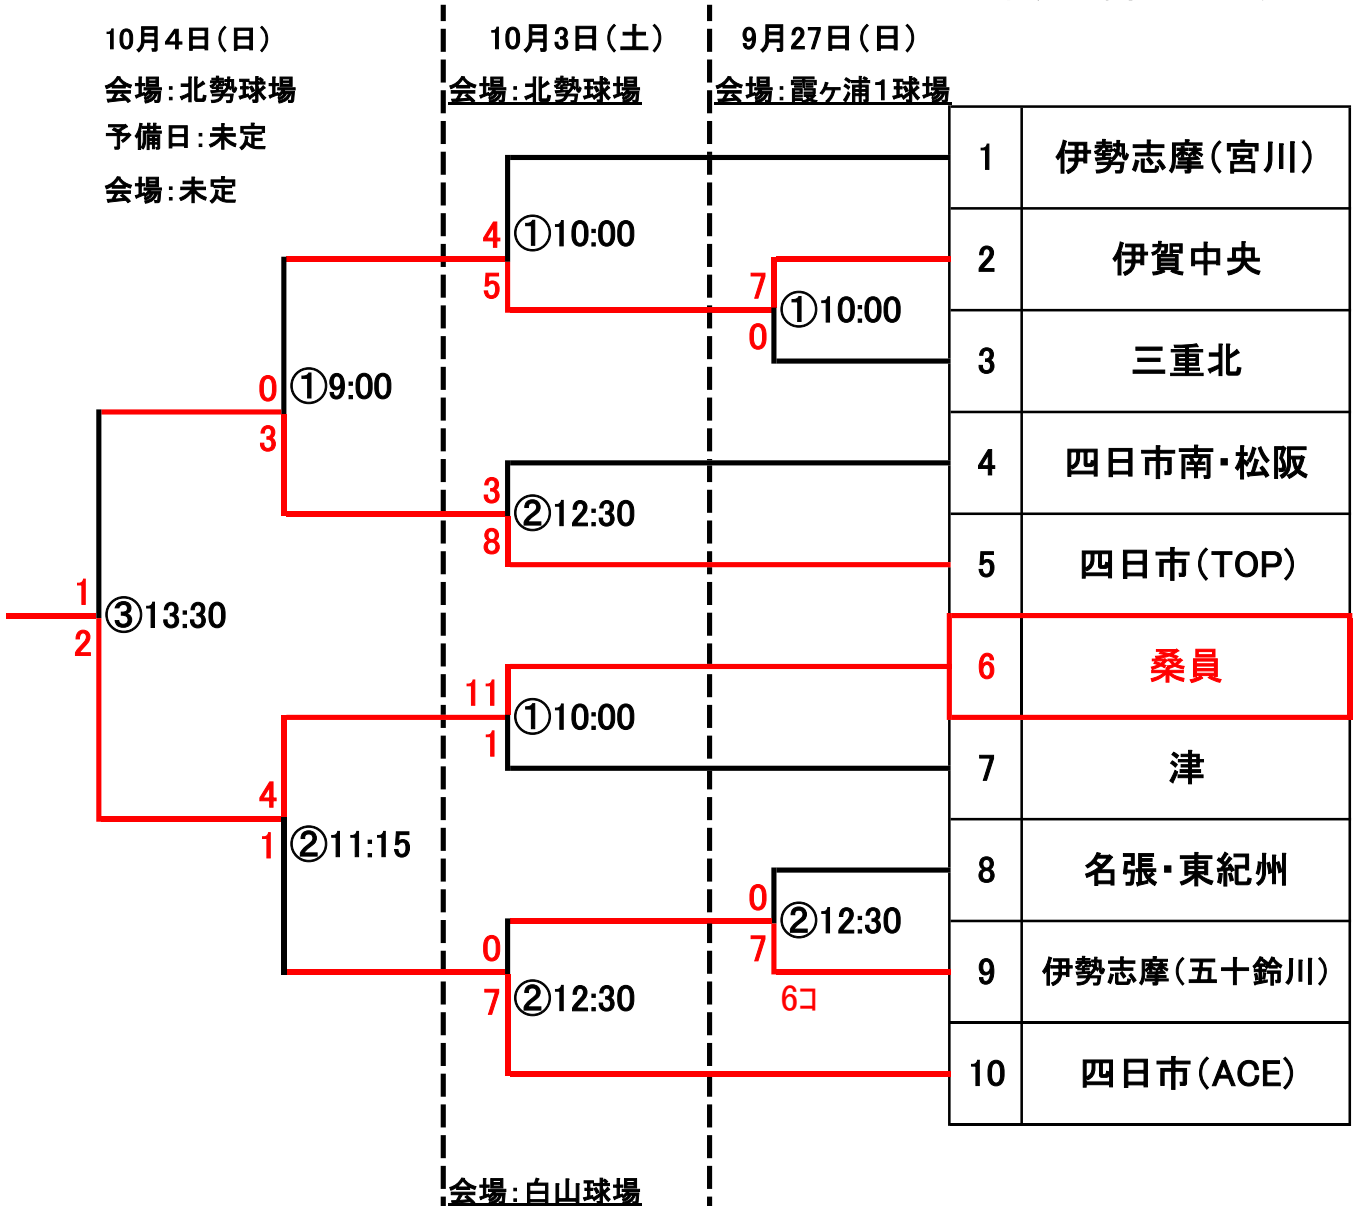 10月4日(日)
会場:北勢球場
予備日:未定
会場:未定
10月3日(土)
会場:北勢球場
9月27日(日)
会場:霞ヶ浦1球場
1 伊勢志摩(宮川)
2 伊賀中央
3 三重北
4 四日市南・松阪
5 四日市(TOP)
6 桑員
7 津
8 名張・東紀州
9 伊勢志摩(五十鈴川)
10 四日市(ACE)
4
①10:00
5
7
①10:00
0
0
①9:00
3
3
②12:30
8
1
③13:30
2
11
①10:00
1
4
②11:15
1
0
②12:30
7
6コ
0
②12:30
7
会場:白山球場